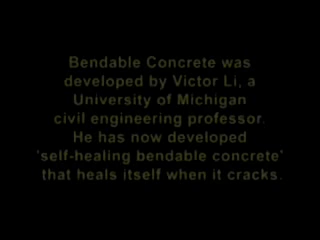 Bendable Concrete was
developed by Victor Li, a
University of Michigan
civil engineering professor.
He has now developed
'self-healing bendable concrete'
that heals itself when it cracks.